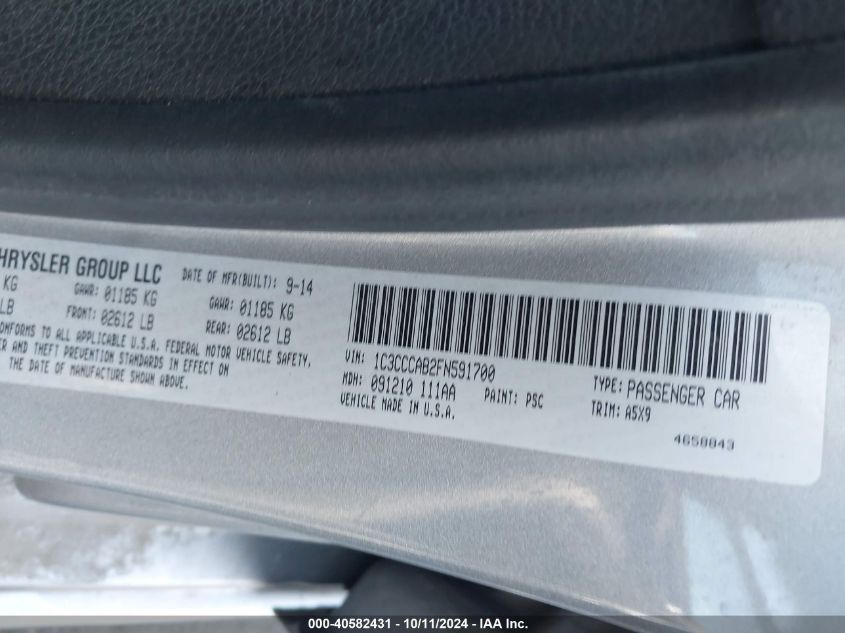 HRYSLER GROUP LLC DATE OF MFR(BUILT): 9-14
KG GAWR: 01185 KG GAWR: 01185 KG
LB FRONT: 02612 LB REAR: 02612 LB
ONFORMS TO ALL APPLICABLE U.S.A. FEDERAL MOTOR VEHICLE SAFETY,
ER AND THEFT PREVENTION STANDARDS IN EFFECT ON
THE DATE OF MANUFACTURE SHOWN ABOVE.
VIN: 1C3CCCAB2FN591700 TYPE: PASSENGER CAR
MDH: 091210 111AA PAINT: PSC TRIM: A5X9
VEHICLE MADE IN U.S.A.
4658843
000-40582431 - 10/11/2024 - IAA Inc.